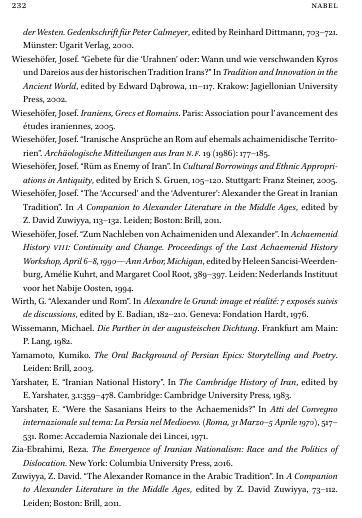 232 NABEL
der Westen. Gedenkschrift für Peter Calmeyer, edited by Reinhard Dittmann, 703–721.
Münster: Ugarit Verlag, 2000.
Wiesehöfer, Josef. “Gebete für die ‘Urahnen’ oder: Wann und wie verschwanden Kyros
und Dareios aus der historischen Tradition Irans?” In Tradition and Innovation in the
Ancient World, edited by Edward Dąbrowa, 111–117. Krakow: Jagiellonian University
Press, 2002.
Wiesehöfer, Josef. Iraniens, Grecs et Romains. Paris: Association pour l’avancement des
études iraniennes, 2005.
Wiesehöfer, Josef. “Iranische Ansprüche an Rom auf ehemals achaimenidische Territo-
rien”. Archäologische Mitteilungen aus Iran N.F. 19 (1986): 177–185.
Wiesehöfer, Josef. “Rūm as Enemy of Iran”. In Cultural Borrowings and Ethnic Appropri-
ations in Antiquity, edited by Erich S. Gruen, 105–120. Stuttgart: Franz Steiner, 2005.
Wiesehöfer, Josef. “The ‘Accursed’ and the ‘Adventurer’: Alexander the Great in Iranian
Tradition”. In A Companion to Alexander Literature in the Middle Ages, edited by
Z. David Zuwiyya, 113–132. Leiden; Boston: Brill, 2011.
Wiesehöfer, Josef. “Zum Nachleben von Achaimeniden und Alexander”. In Achaemenid
History VIII: Continuity and Change. Proceedings of the Last Achaemenid History
Workshop, April 6–8, 1990—Ann Arbor, Michigan, edited by Heleen Sancisi-Weerden-
burg, Amélie Kuhrt, and Margaret Cool Root, 389–397. Leiden: Nederlands Instituut
voor het Nabije Oosten, 1994.
Wirth, G. “Alexander und Rom”. In Alexandre le Grand: image et réalité: 7 exposés suivis
de discussions, edited by E. Badian, 182–210. Geneva: Fondation Hardt, 1976.
Wissemann, Michael. Die Parther in der augusteischen Dichtung. Frankfurt am Main:
P. Lang, 1982.
Yamamoto, Kumiko. The Oral Background of Persian Epics: Storytelling and Poetry.
Leiden: Brill, 2003.
Yarshater, E. “Iranian National History”. In The Cambridge History of Iran, edited by
E. Yarshater, 3.1:359–478. Cambridge: Cambridge University Press, 1983.
Yarshater, E. “Were the Sasanians Heirs to the Achaemenids?” In Atti del Convegno
internazionale sul tema: La Persia nel Medioevo. (Roma, 31 Marzo–5 Aprile 1970), 517–
531. Rome: Accademia Nazionale dei Lincei, 1971.
Zia-Ebrahimi, Reza. The Emergence of Iranian Nationalism: Race and the Politics of
Dislocation. New York: Columbia University Press, 2016.
Zuwiyya, Z. David. “The Alexander Romance in the Arabic Tradition”. In A Companion
to Alexander Literature in the Middle Ages, edited by Z. David Zuwiyya, 73–112.
Leiden; Boston: Brill, 2011.